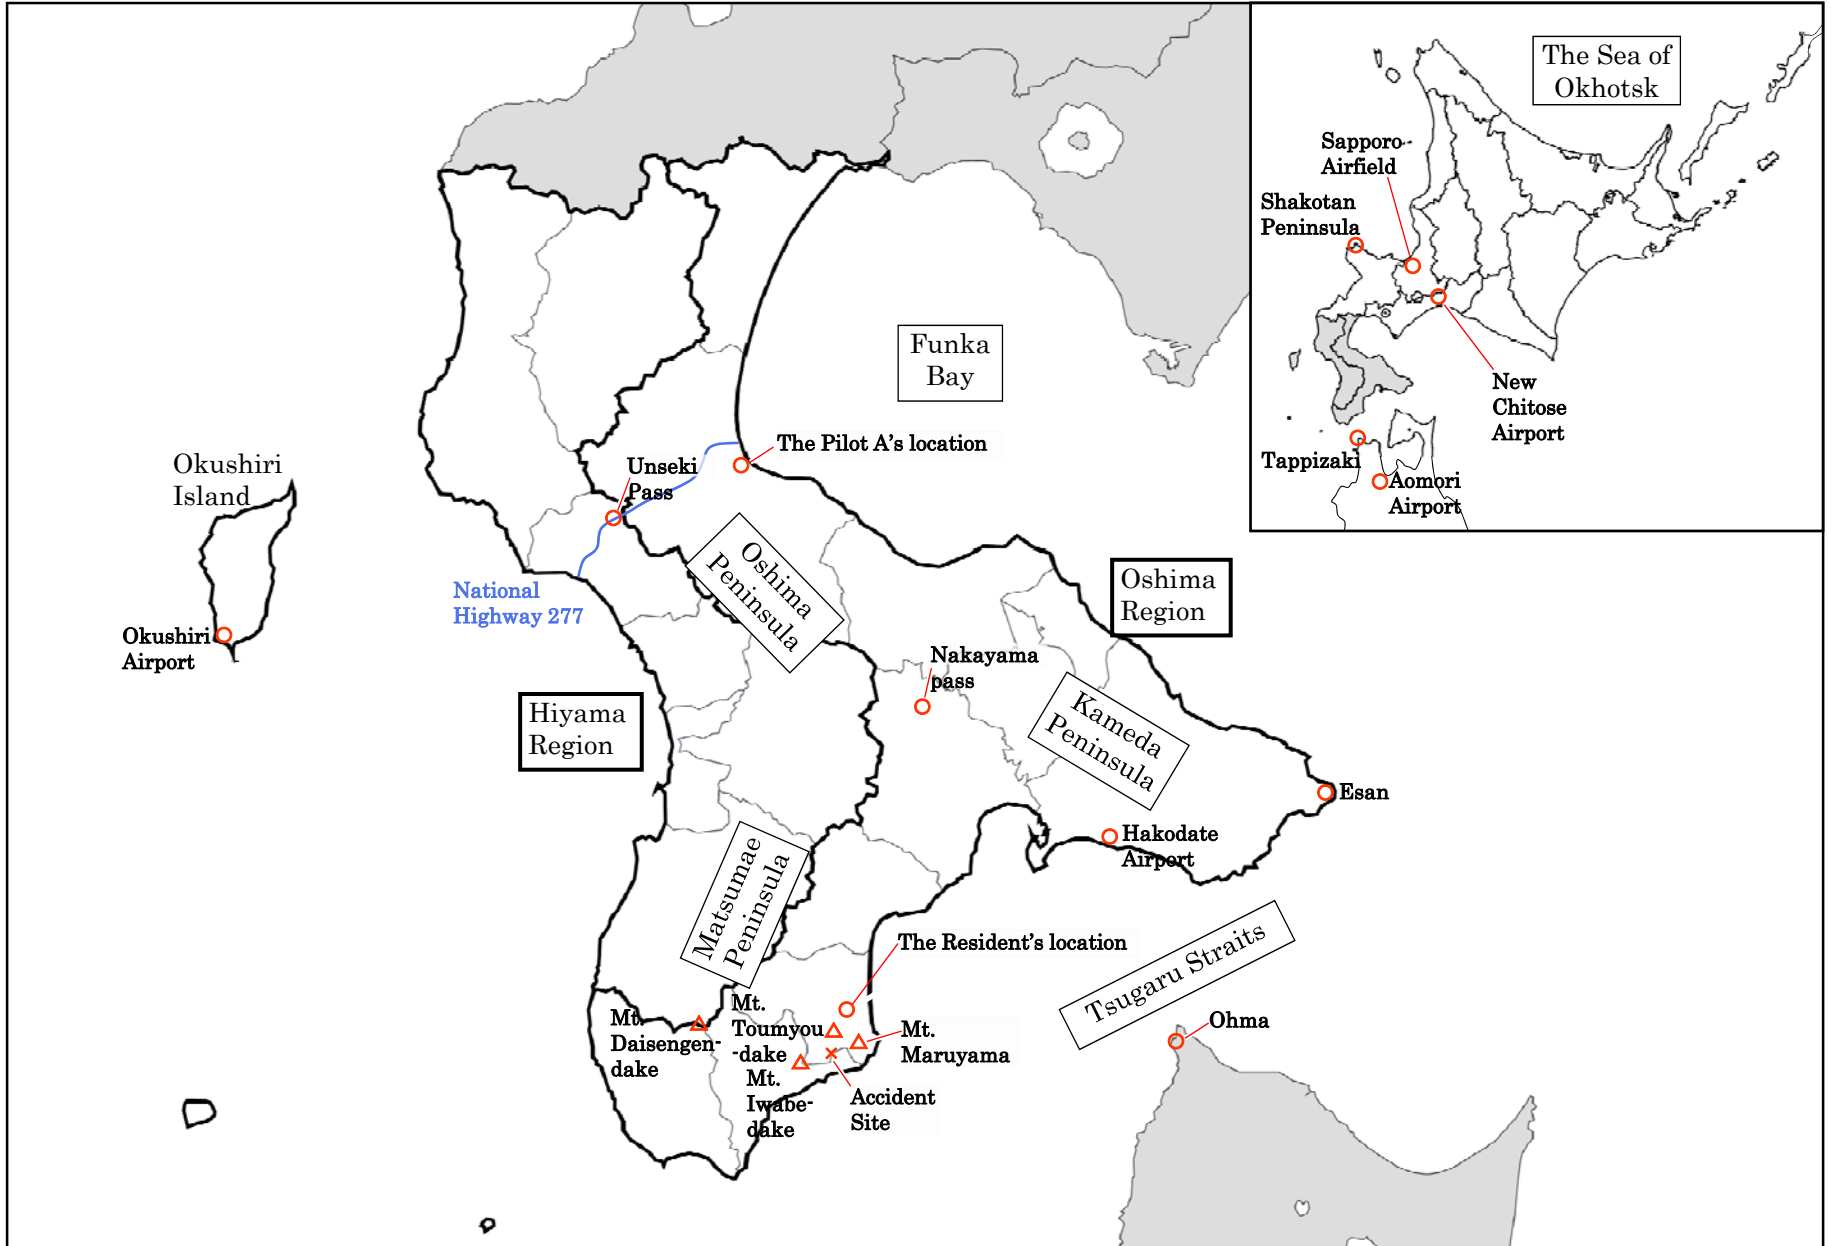 The Sea of
Okhotsk
Sapporo
Airfield
Shakotan
Peninsula
New
Chitose
Airport
Tappizaki
Aomori
Airport
Funka
Bay
The Pilot A's location
Unseki
Pass
Okushiri
Island
National
Highway 277
Oshima
Peninsula
Oshima
Region
Okushiri
Airport
Nakayama
pass
Hiyama
Region
Kameda
Peninsula
Esan
Hakodate
Airport
Matsumae
Peninsula
The Resident's location
Tsugaru Straits
Mt.
Daisengen-
dake
Mt.
Toumyou
-dake
Mt.
Maruyama
Ohma
Mt.
Iwabe-
dake
Accident
Site